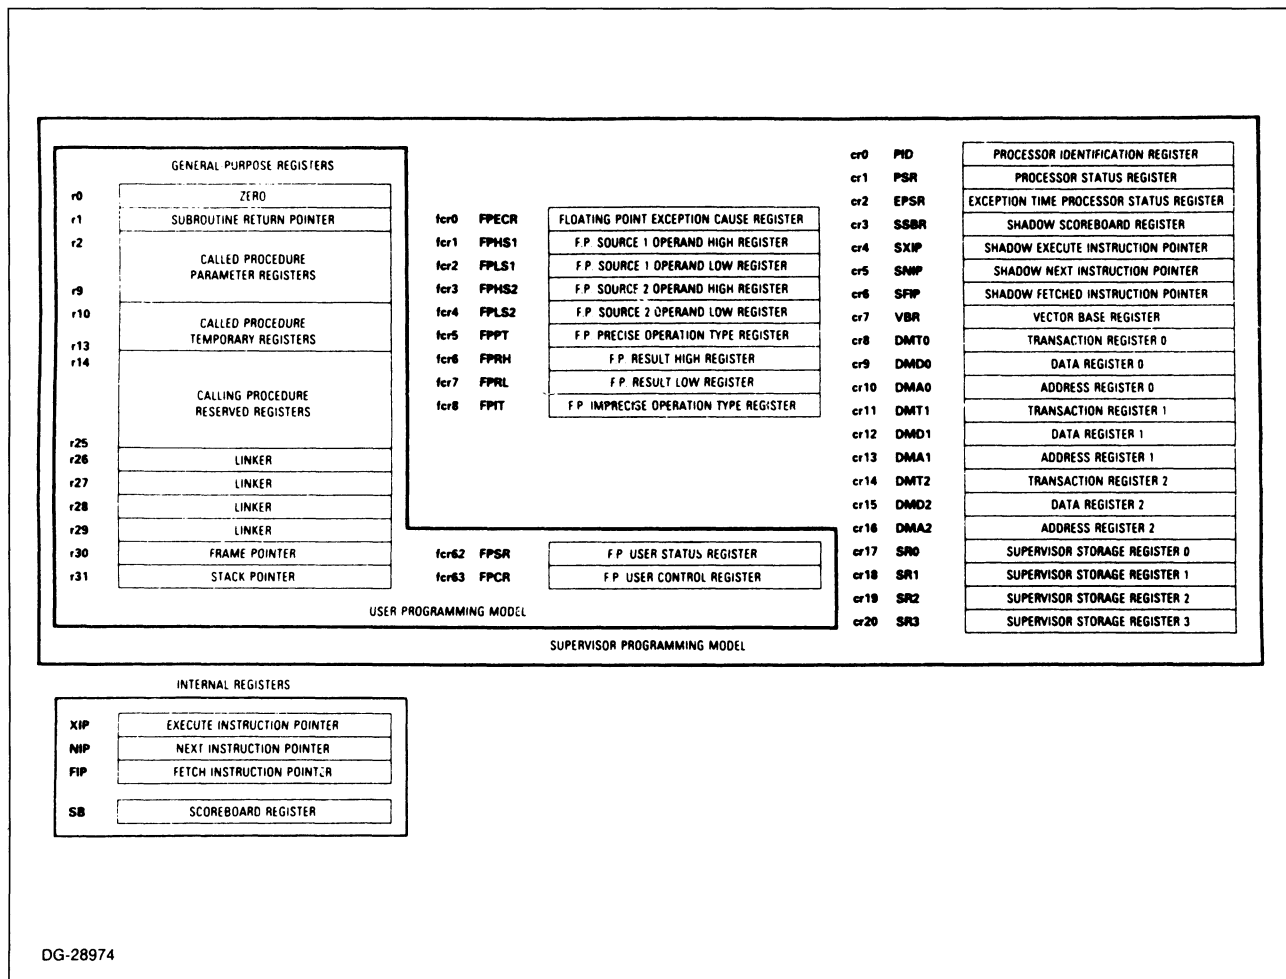 GENERAL PURPOSE REGISTERS
r0 ZERO
r1 SUBROUTINE RETURN POINTER
r2
CALLED PROCEDURE
PARAMETER REGISTERS
r9
r10
CALLED PROCEDURE
TEMPORARY REGISTERS
r13
r14
CALLING PROCEDURE
RESERVED REGISTERS
r25
r26 LINKER
r27 LINKER
r28 LINKER
r29 LINKER
r30 FRAME POINTER
r31 STACK POINTER
fcr0 FPECR FLOATING POINT EXCEPTION CAUSE REGISTER
fcr1 FPHS1 F.P. SOURCE 1 OPERAND HIGH REGISTER
fcr2 FPLS1 F.P. SOURCE 1 OPERAND LOW REGISTER
fcr3 FPHS2 F.P. SOURCE 2 OPERAND HIGH REGISTER
fcr4 FPLS2 F.P. SOURCE 2 OPERAND LOW REGISTER
fcr5 FPPT F.P. PRECISE OPERATION TYPE REGISTER
fcr6 FPRH F.P. RESULT HIGH REGISTER
fcr7 FPRL F.P. RESULT LOW REGISTER
fcr8 FPIT F.P. IMPRECISE OPERATION TYPE REGISTER
fcr62 FPSR F.P. USER STATUS REGISTER
fcr63 FPCR F.P. USER CONTROL REGISTER
USER PROGRAMMING MODEL
cr0 PID PROCESSOR IDENTIFICATION REGISTER
cr1 PSR PROCESSOR STATUS REGISTER
cr2 EPSR EXCEPTION TIME PROCESSOR STATUS REGISTER
cr3 SSBR SHADOW SCOREBOARD REGISTER
cr4 SXIP SHADOW EXECUTE INSTRUCTION POINTER
cr5 SNIP SHADOW NEXT INSTRUCTION POINTER
cr6 SFIP SHADOW FETCHED INSTRUCTION POINTER
cr7 VBR VECTOR BASE REGISTER
cr8 DMT0 TRANSACTION REGISTER 0
cr9 DMD0 DATA REGISTER 0
cr10 DMA0 ADDRESS REGISTER 0
cr11 DMT1 TRANSACTION REGISTER 1
cr12 DMD1 DATA REGISTER 1
cr13 DMA1 ADDRESS REGISTER 1
cr14 DMT2 TRANSACTION REGISTER 2
cr15 DMD2 DATA REGISTER 2
cr16 DMA2 ADDRESS REGISTER 2
cr17 SR0 SUPERVISOR STORAGE REGISTER 0
cr18 SR1 SUPERVISOR STORAGE REGISTER 1
cr19 SR2 SUPERVISOR STORAGE REGISTER 2
cr20 SR3 SUPERVISOR STORAGE REGISTER 3
SUPERVISOR PROGRAMMING MODEL
INTERNAL REGISTERS
XIP EXECUTE INSTRUCTION POINTER
NIP NEXT INSTRUCTION POINTER
FIP FETCH INSTRUCTION POINTER
SB SCOREBOARD REGISTER
DG-28974